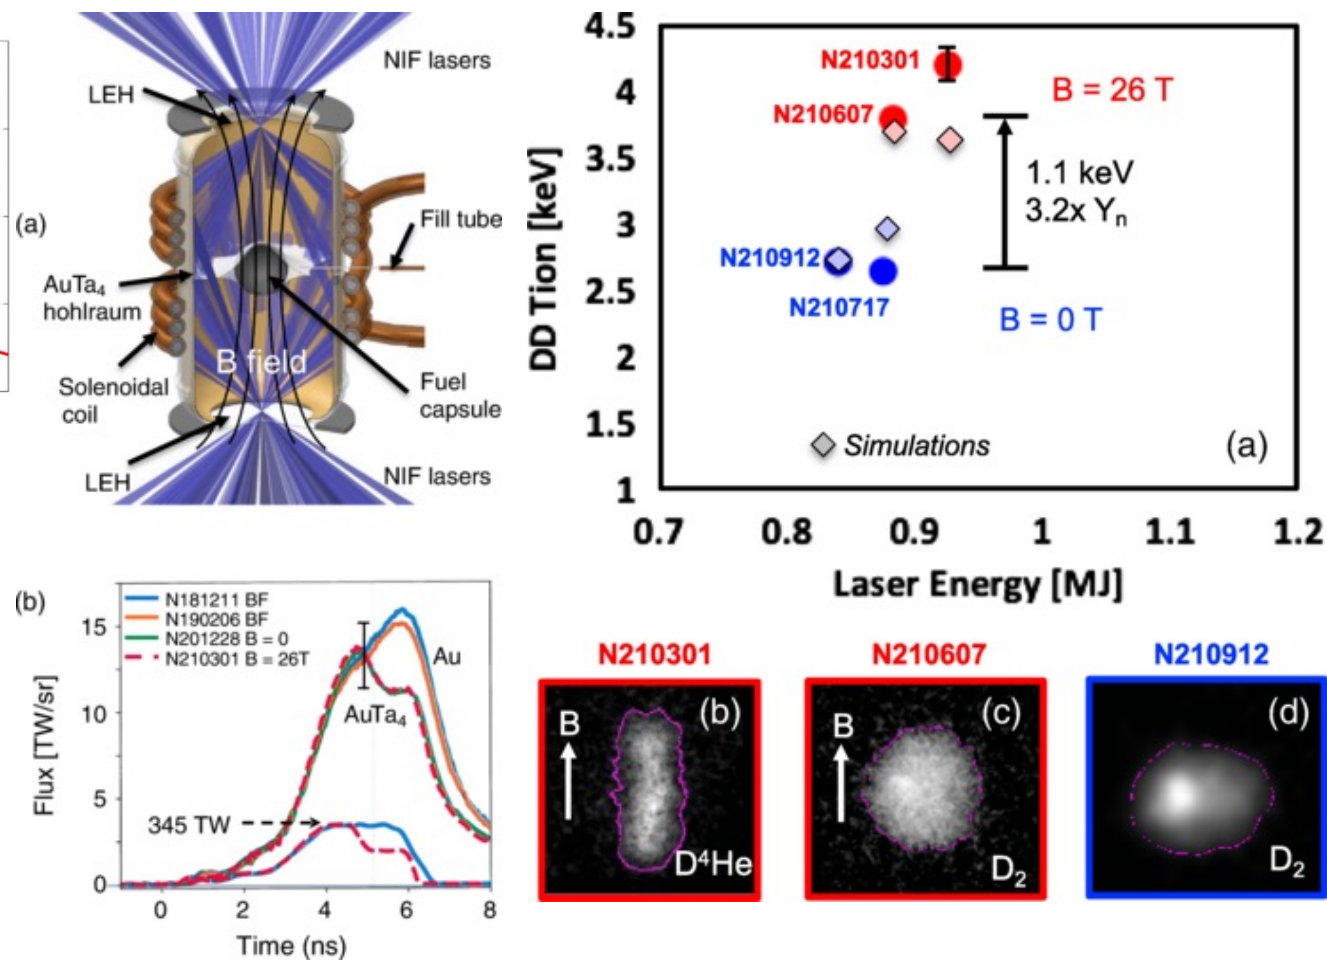 NIF lasers
LEH
(a)
Fill tube
AuTa4
hohlraum
B field
Solenoidal
coil
Fuel
capsule
LEH
NIF lasers
(b)
N181211 BF
N190206 BF
N201228 B = 0
N210301 B = 26T
15
10
5
0
Au
AuTa4
345 TW
Flux [TW/sr]
0 2 4 6 8
Time (ns)
4.5
4
3.5
3
2.5
2
1.5
1
DD Tion [keV]
N210301
B = 26 T
N210607
1.1 keV
3.2x Yn
N210912
N210717
B = 0 T
Simulations
(a)
0.7 0.8 0.9 1 1.1 1.2
Laser Energy [MJ]
N210301
B
(b)
D⁴He
N210607
B
(c)
D2
N210912
(d)
D2